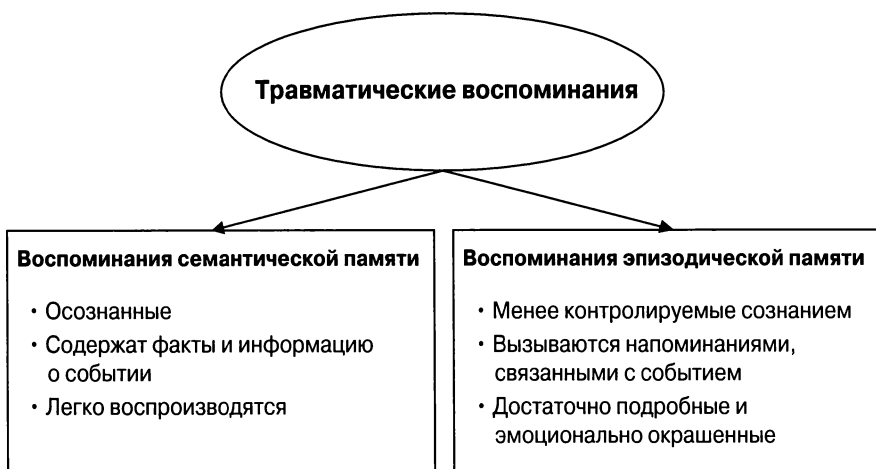 Травматические воспоминания
Воспоминания семантической памяти
· Осознанные
· Содержат факты и информацию
о событии
· Легко воспроизводятся
Воспоминания эпизодической памяти
· Менее контролируемые сознанием
· Вызываются напоминаниями,
связанными с событием
· Достаточно подробные и
эмоционально окрашенные